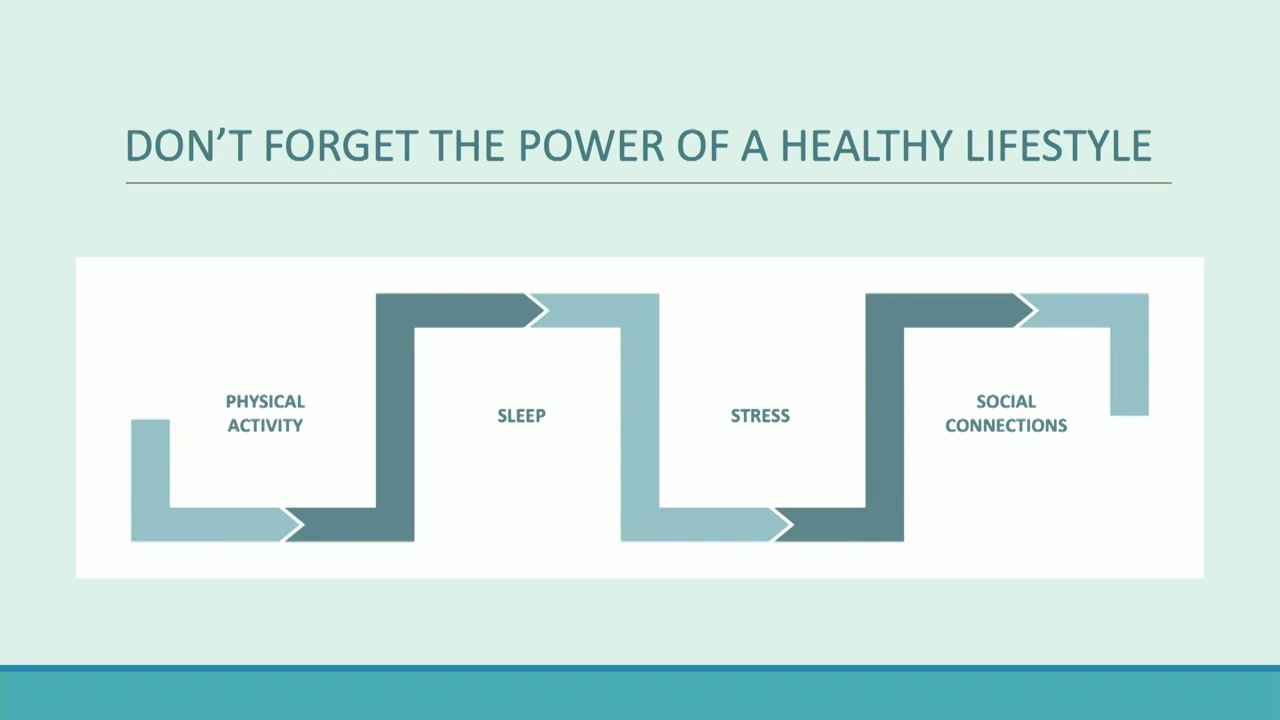 DON’T FORGET THE POWER OF A HEALTHY LIFESTYLE
PHYSICAL
ACTIVITY
SLEEP
STRESS
SOCIAL
CONNECTIONS